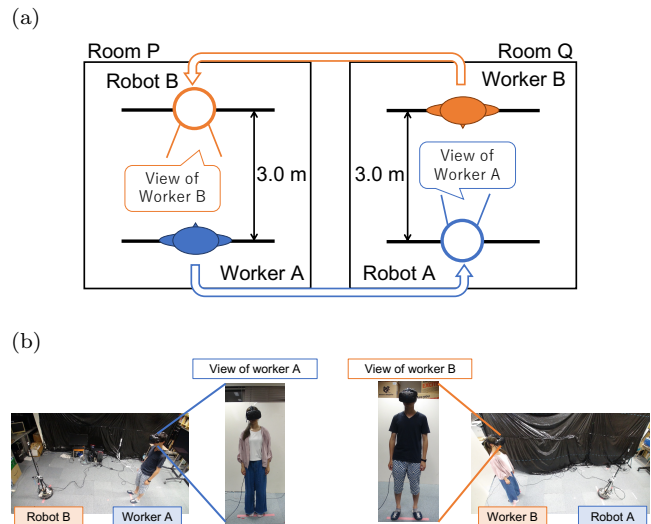 (a)
Room P
Room Q
Robot B
Worker B
View of
Worker B
3.0 m
3.0 m
View of
Worker A
Worker A
Robot A
(b)
View of worker A
View of worker B
Robot B
Worker A
Worker B
Robot A